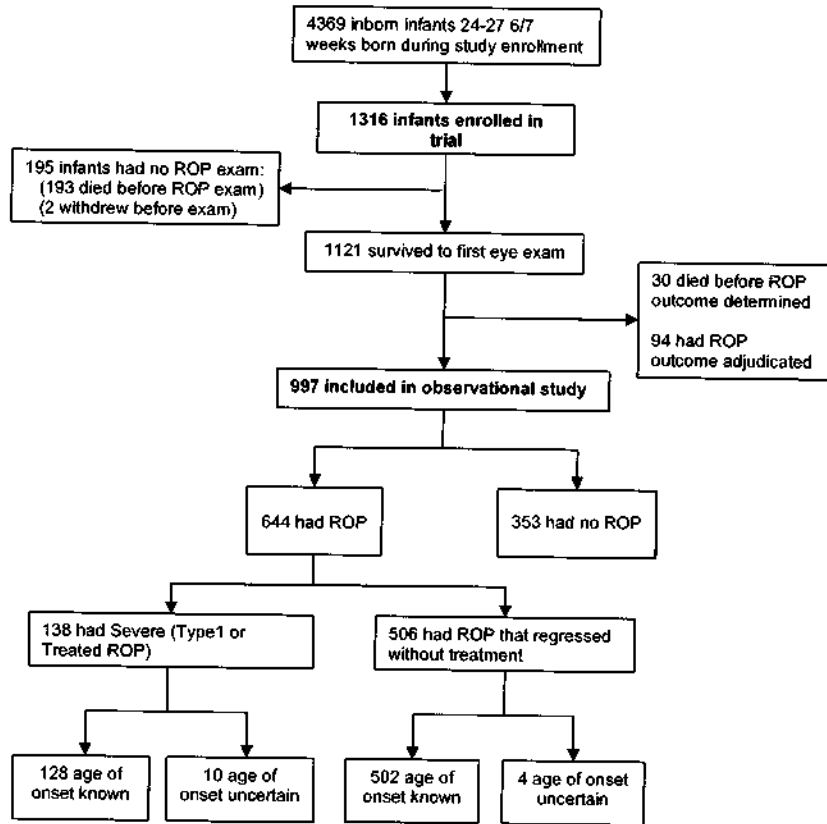 4369 inborn infants 24-27 6/7
weeks born during study enrollment
1316 infants enrolled in
trial
195 infants had no ROP exam:
(193 died before ROP exam)
(2 withdrew before exam)
1121 survived to first eye exam
30 died before ROP
outcome determined
94 had ROP
outcome adjudicated
997 included in observational study
644 had ROP
353 had no ROP
138 had Severe (Type1 or
Treated ROP)
506 had ROP that regressed
without treatment
128 age of
onset known
10 age of
onset uncertain
502 age of
onset known
4 age of onset
uncertain